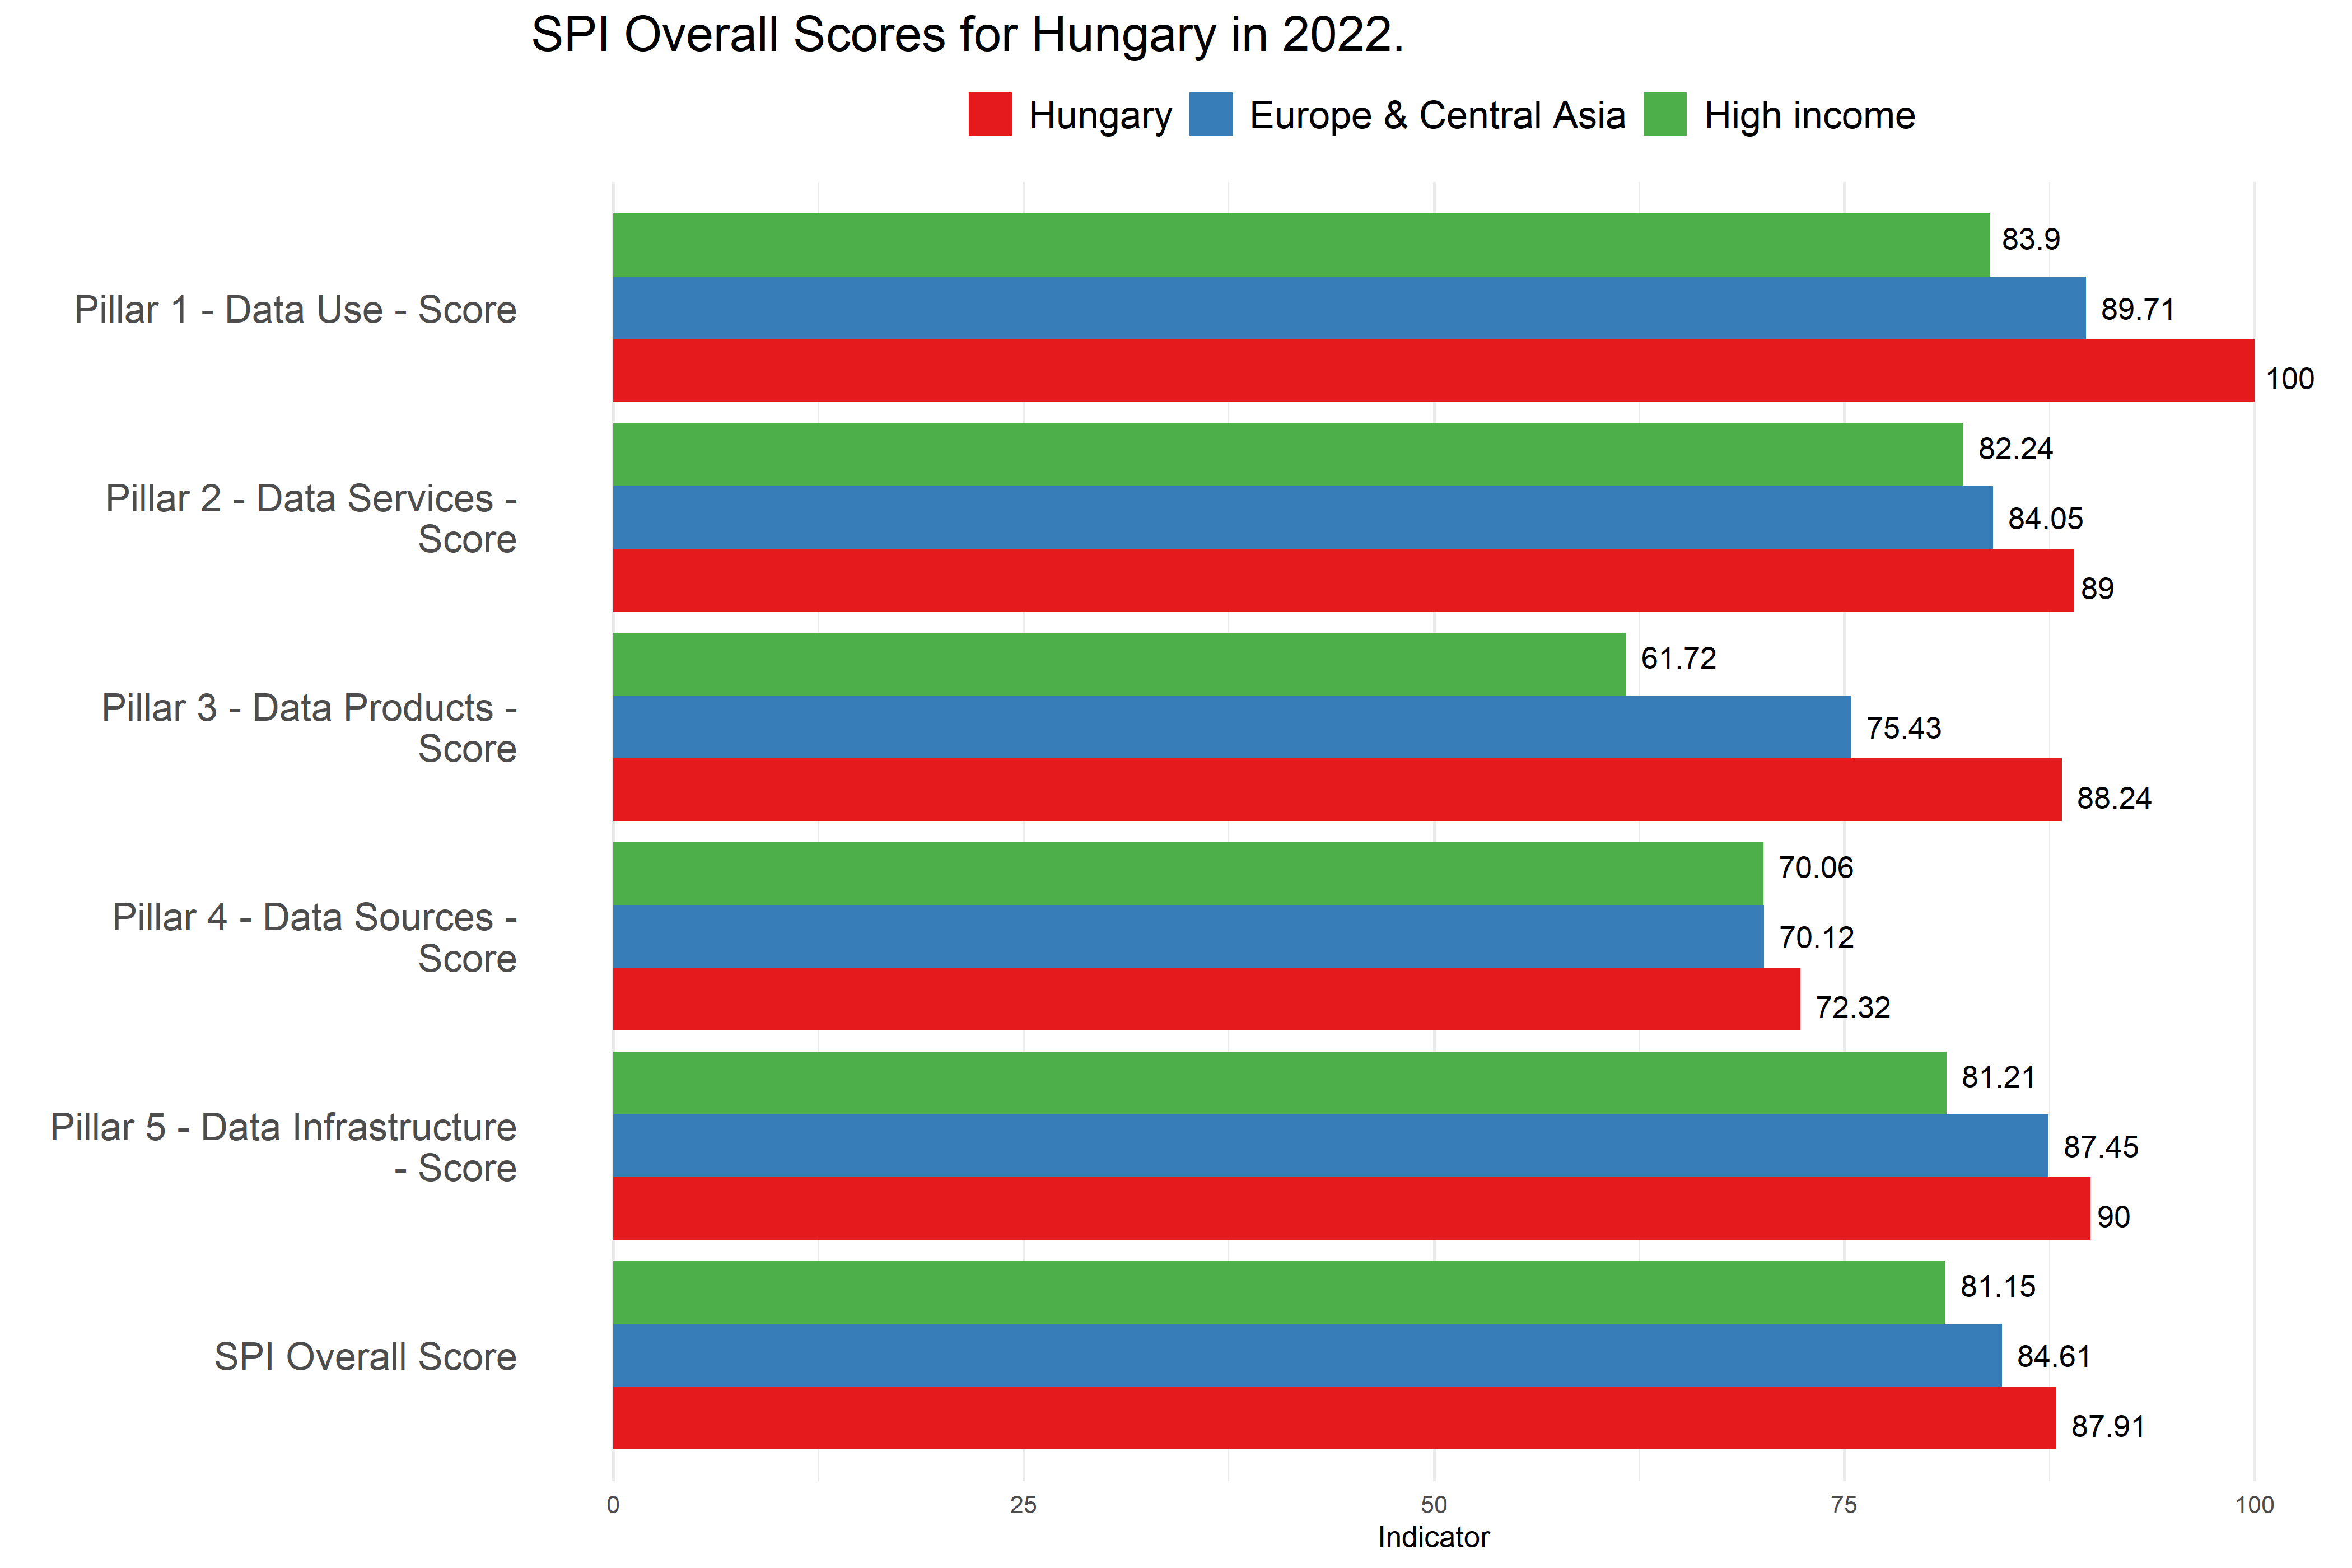 SPI Overall Scores for Hungary in 2022.
Hungary Europe & Central Asia High income
Pillar 1 - Data Use - Score
83.9
89.71
100
Pillar 2 - Data Services -
Score
82.24
84.05
89
Pillar 3 - Data Products -
Score
61.72
75.43
88.24
Pillar 4 - Data Sources -
Score
70.06
70.12
72.32
Pillar 5 - Data Infrastructure
- Score
81.21
87.45
90
SPI Overall Score
81.15
84.61
87.91
0 25 50 75 100
Indicator